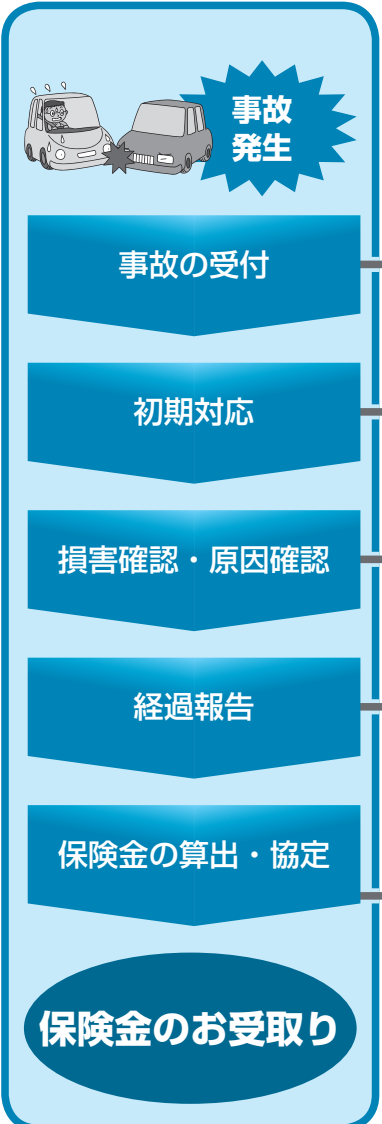 事故
発生
事故の受付
初期対応
損害確認・原因確認
経過報告
保険金の算出・協定
保険金のお受取り